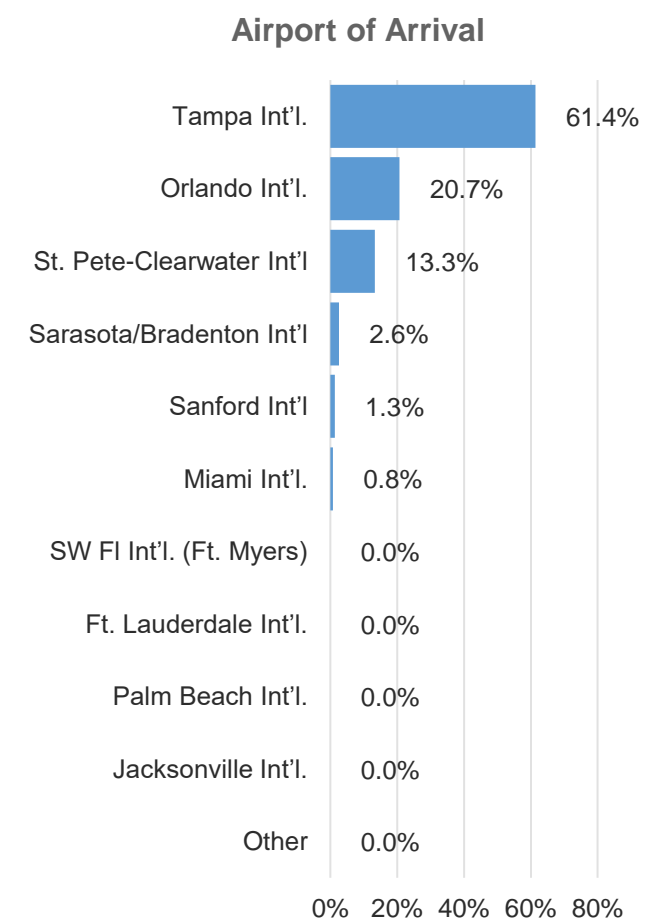 Airport of Arrival
Tampa Int’l. 61.4%
Orlando Int’l. 20.7%
St. Pete-Clearwater Int’l 13.3%
Sarasota/Bradenton Int’l 2.6%
Sanford Int’l 1.3%
Miami Int’l. 0.8%
SW Fl Int’l. (Ft. Myers) 0.0%
Ft. Lauderdale Int’l. 0.0%
Palm Beach Int’l. 0.0%
Jacksonville Int’l. 0.0%
Other 0.0%
0% 20% 40% 60% 80%